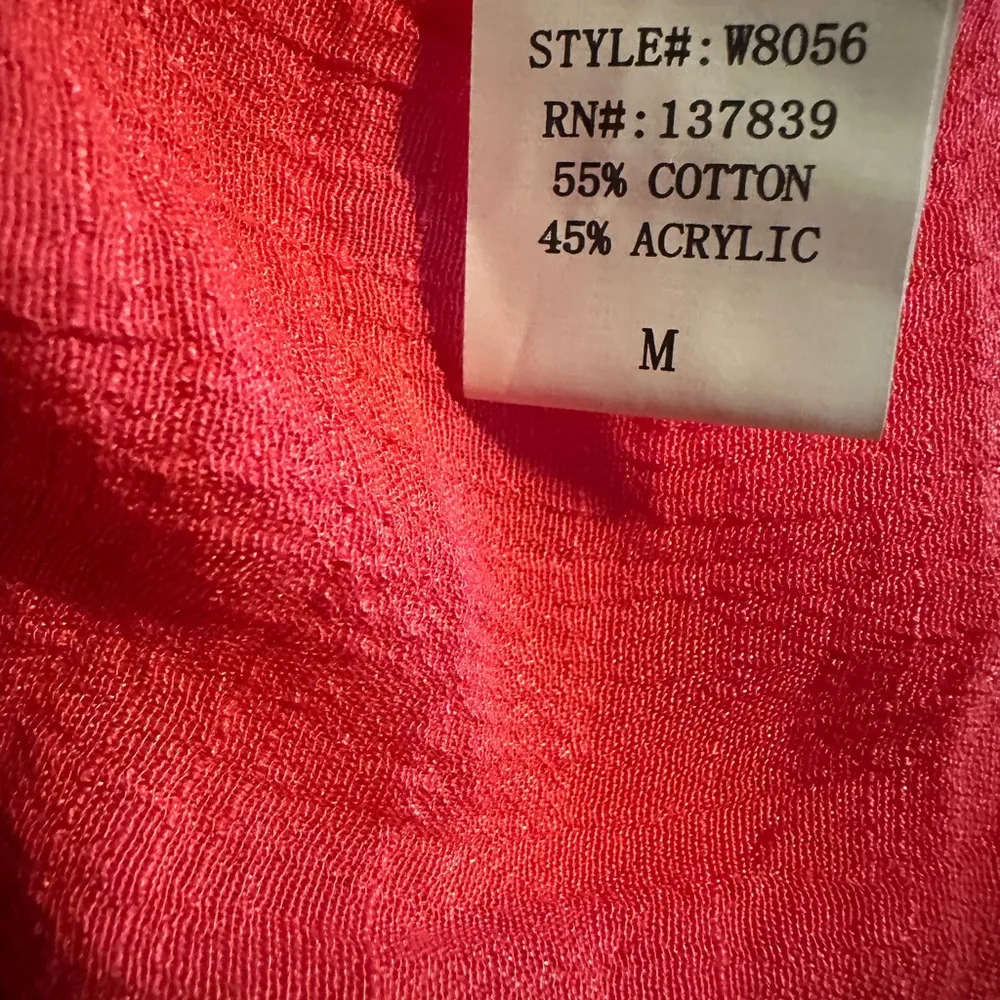 STYLE#: W8056
RN#: 137839
55% COTTON
45% ACRYLIC
M